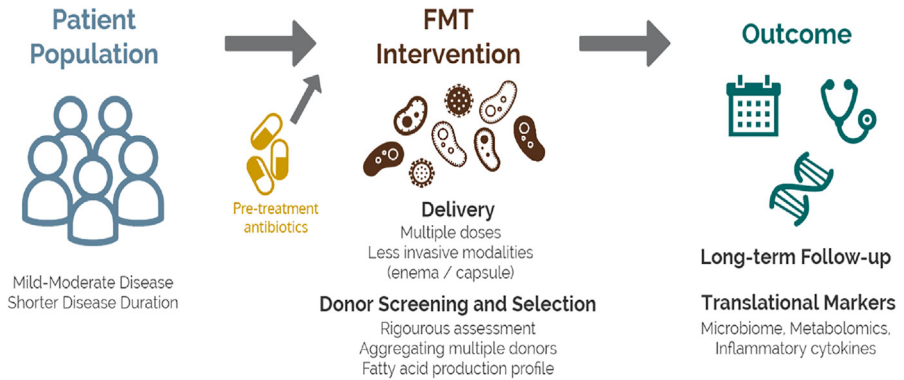 Patient
Population
Mild-Moderate Disease
Shorter Disease Duration
Pre-treatment
antibiotics
FMT
Intervention
Delivery
Multiple doses
Less invasive modalities
(enema / capsule)
Donor Screening and Selection
Rigourous assessment
Aggregating multiple donors
Fatty acid production profile
Outcome
Long-term Follow-up
Translational Markers
Microbiome, Metabolomics,
Inflammatory cytokines